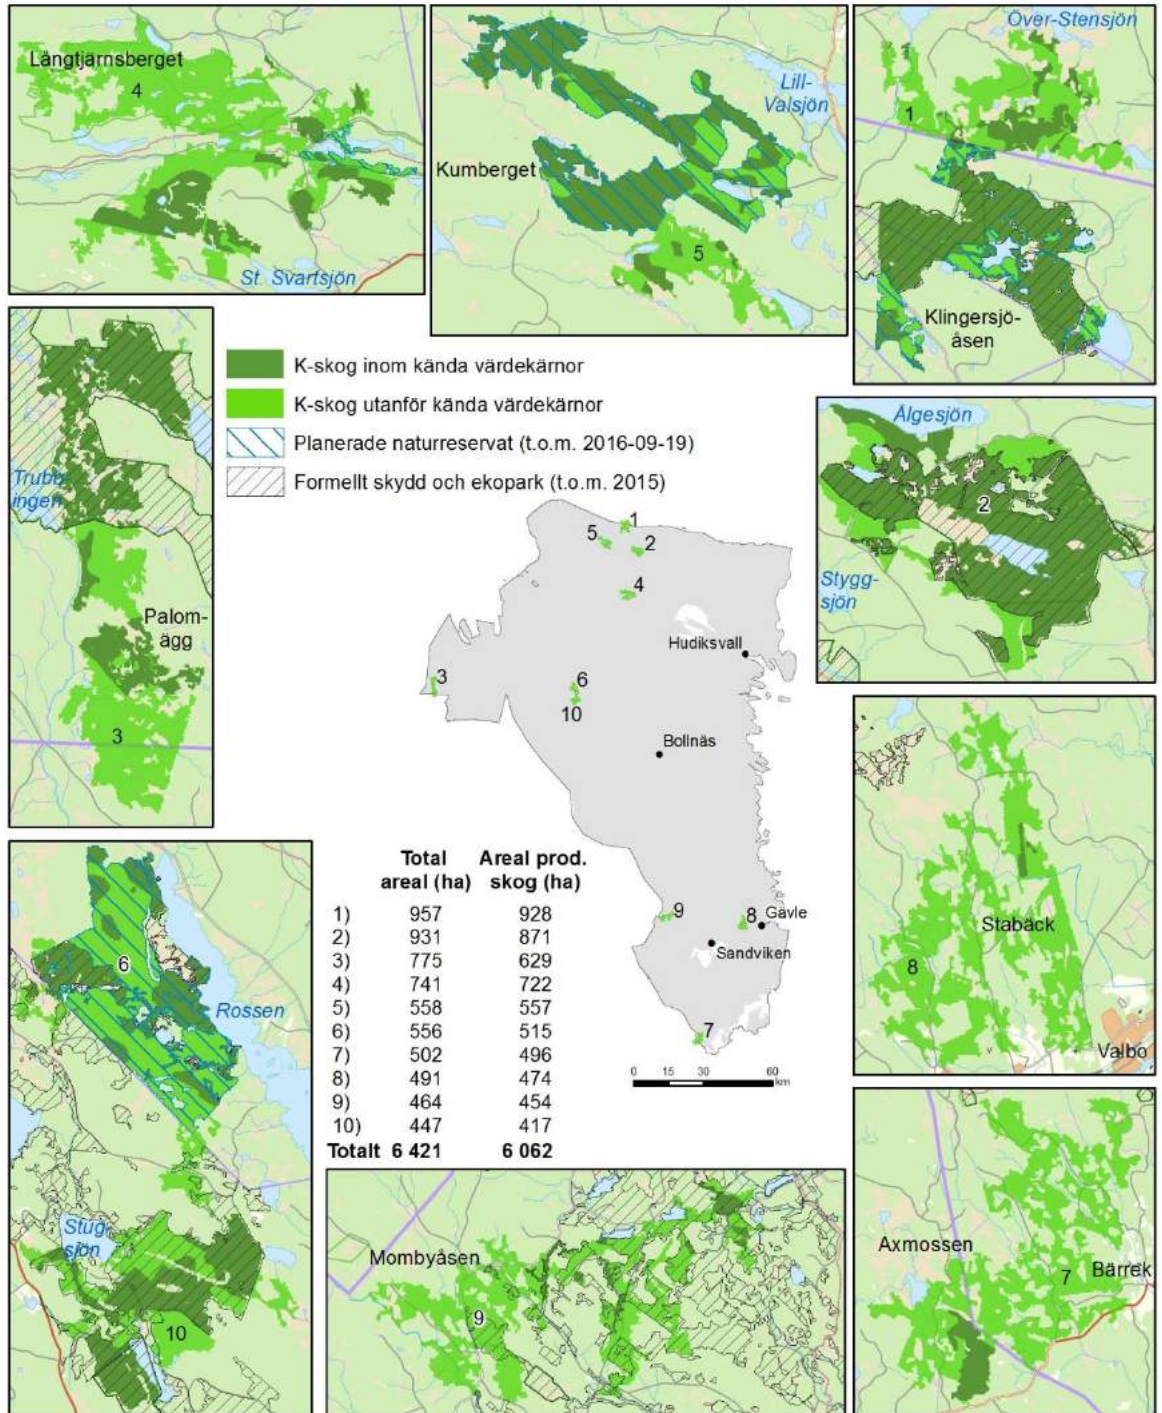 Långtjärnsberget
4
St. Svartsjön
Lill-
Valsjön
Kumberget
5
Över-Stensjön
1
Klingersjö-
åsen
Trubb
ingen
Palom-
ägg
3
K-skog inom kända värdekärnor
K-skog utanför kända värdekärnor
Planerade naturreservat (t.o.m. 2016-09-19)
Formellt skydd och ekopark (t.o.m. 2015)
Älgesjön
2
Stygg-
sjön
1
5
2
4
Hudiksvall
3
6
10
Bollnäs
9
8
Gävle
Sandviken
7
0 15 30 60
km
Total Areal prod.
areal (ha) skog (ha)
1) 957 928
2) 931 871
3) 775 629
4) 741 722
5) 558 557
6) 556 515
7) 502 496
8) 491 474
9) 464 454
10) 447 417
Totalt 6 421 6 062
Stabäck
8
Valbo
6
Rossen
Stug-
sjön
10
Mombyåsen
9
Axmossen
7
Bärrek